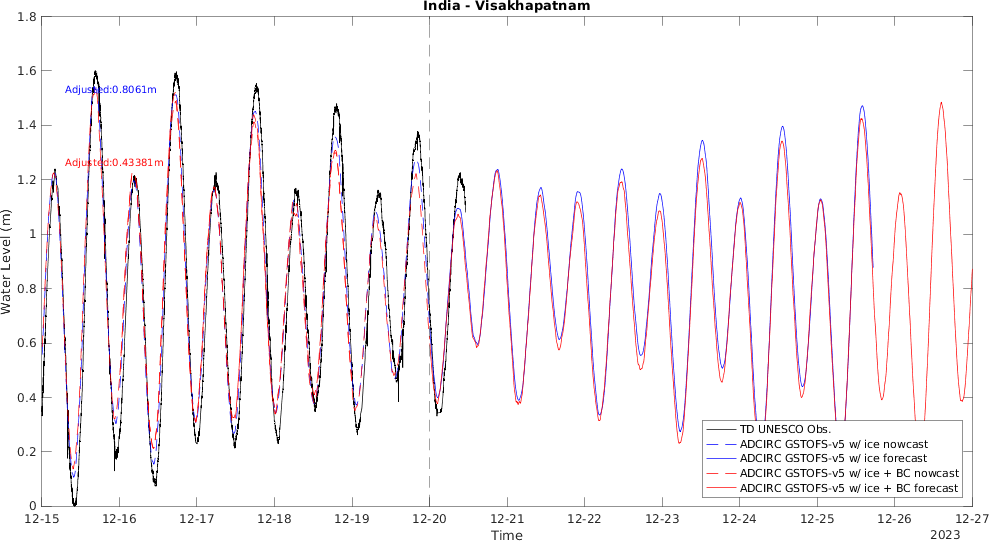 India - Visakhapatnam
Water Level (m)
1.8
1.6
1.4
1.2
1
0.8
0.6
0.4
0.2
0
Adjusted:0.8061m
Adjusted:0.43381m
TD UNESCO Obs.
ADCIRC GSTOFS-v5 w/ ice nowcast
ADCIRC GSTOFS-v5 w/ ice forecast
ADCIRC GSTOFS-v5 w/ ice + BC nowcast
ADCIRC GSTOFS-v5 w/ ice + BC forecast
12-15 12-16 12-17 12-18 12-19 12-20 12-21 12-22 12-23 12-24 12-25 12-26 12-27
Time
2023